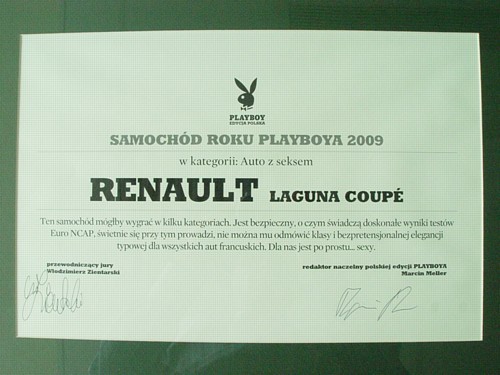 PLAYBOY
EDYCJA POLSKA
SAMOCHÓD ROKU PLAYBOYA 2009
w kategorii: Auto z seksem
RENAULT LAGUNA COUPÉ
Ten samochód mógłby wygrać w kilku kategoriach. Jest bezpieczny, o czym świadczą doskonałe wyniki testów
Euro NCAP, świetnie się przy tym prowadzi, nie można mu odmówić klasy i bezpretensjonalnej elegancji
typowej dla wszystkich aut francuskich. Dla nas jest po prostu... sexy.
przewodniczący jury
Włodzimierz Zientarski
redaktor naczelny polskiej edycji PLAYBOYA
Marcin Meller